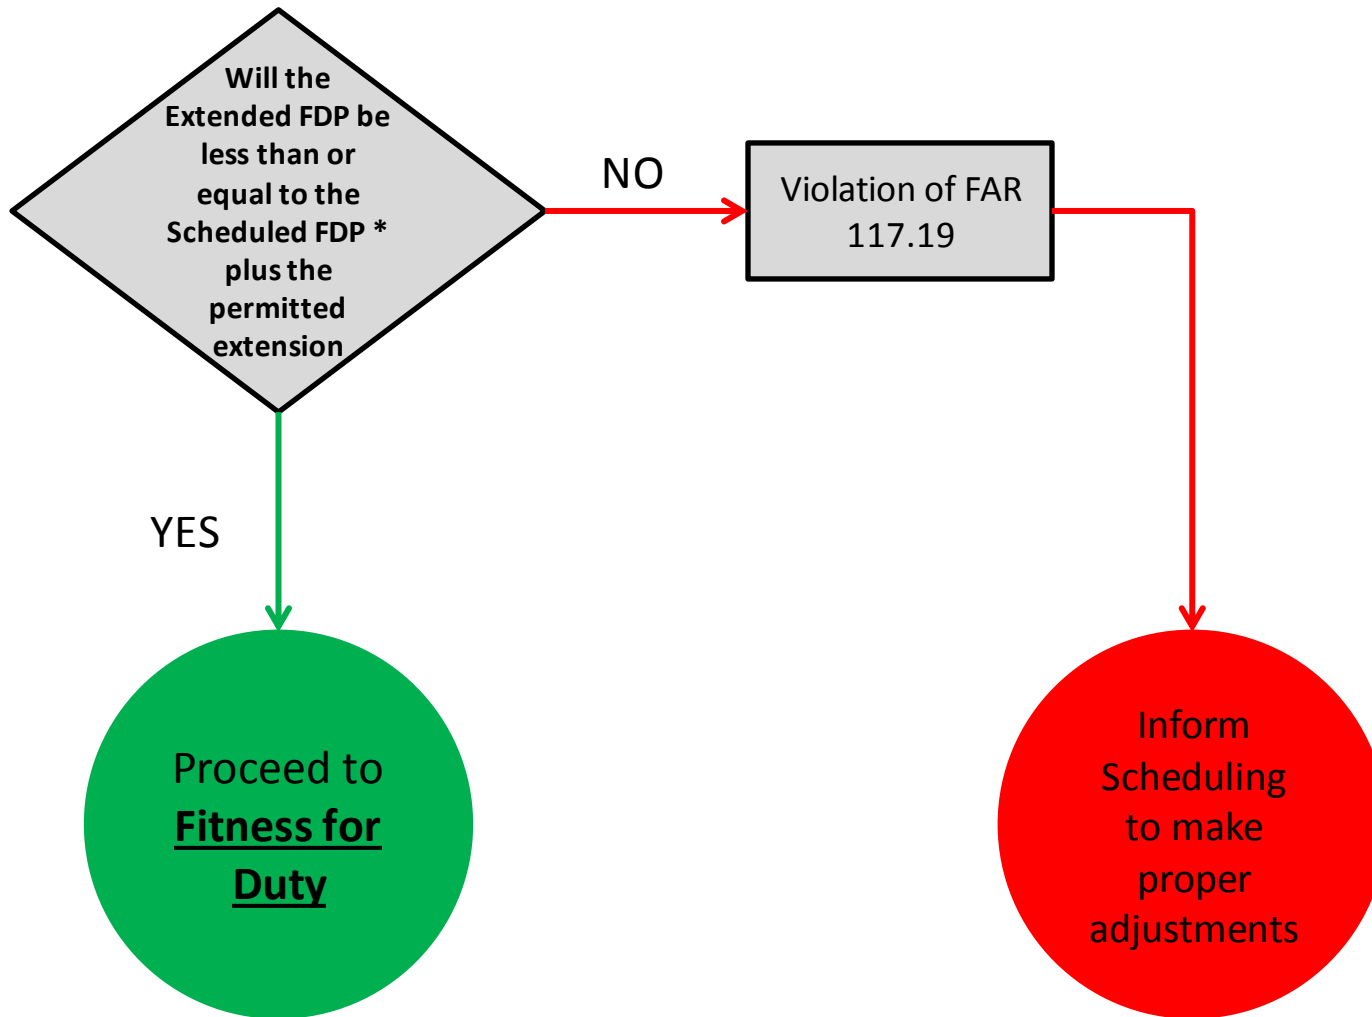 Will the
Extended FDP be
less than or
equal to the
Scheduled FDP *
plus the
permitted
extension
NO
Violation of FAR
117.19
YES
Proceed to
Fitness for
Duty
Inform
Scheduling
to make
proper
adjustments